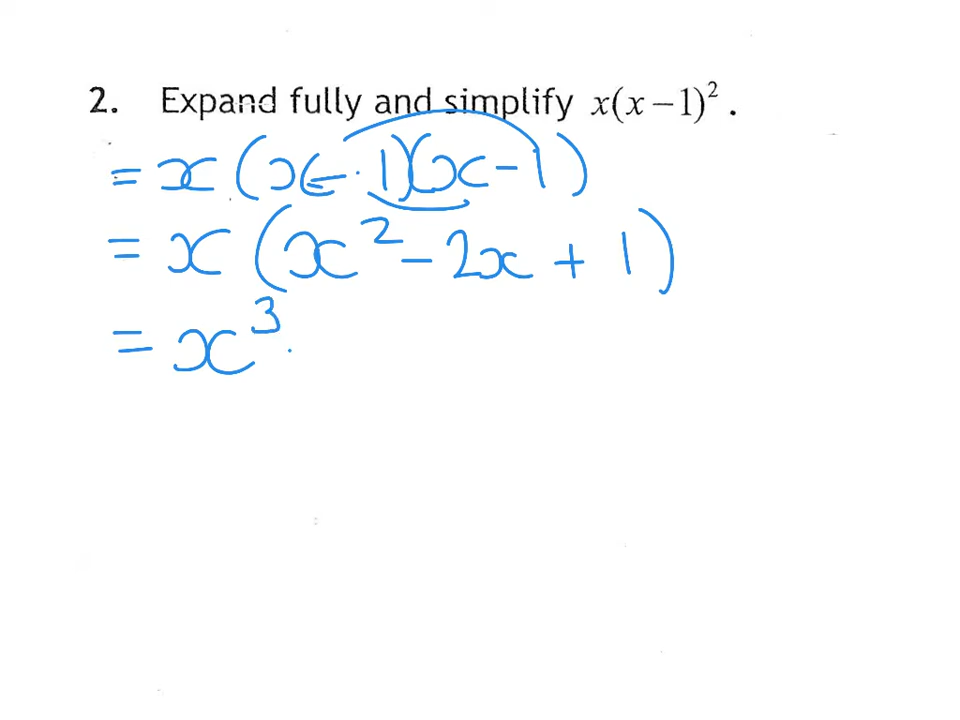 2. Expand fully and simplify x(x−1)².
= x(x-1)(x-1)
= x(x²-2x+1)
= x³